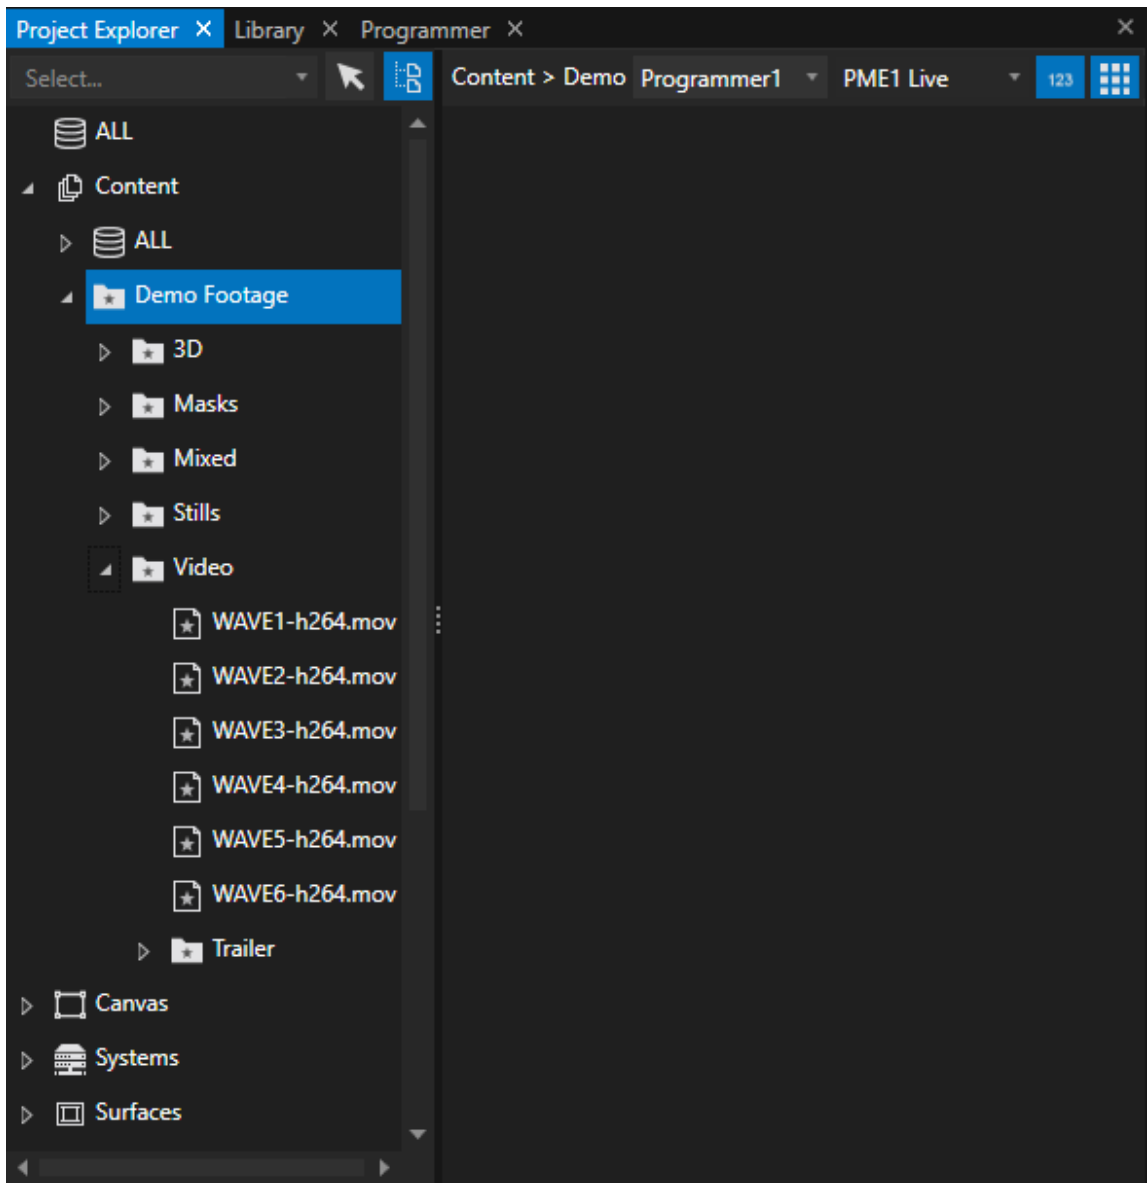 Project Explorer Library Programmer
Select... Content > Demo Programmer1 PME1 Live 123
ALL
Content
ALL
Demo Footage
3D
Masks
Mixed
Stills
Video
WAVE1-h264.mov
WAVE2-h264.mov
WAVE3-h264.mov
WAVE4-h264.mov
WAVE5-h264.mov
WAVE6-h264.mov
Trailer
Canvas
Systems
Surfaces